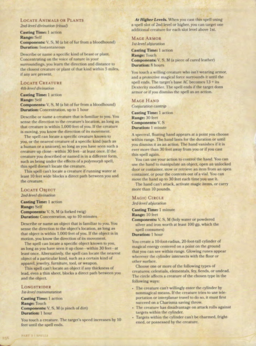 LOCATE ANIMALS OR PLANTS
2nd-level divination (ritual)
Casting Time: 1 action
Range: Self
Components: V, S, M (a bit of fur from a bloodhound)
Duration: Instantaneous
Describe or name a specific kind of beast or plant.
Concentrating on the voice of nature in your
surroundings, you learn the direction and distance to
the closest creature or plant of that kind within 5 miles,
if any are present.
LOCATE CREATURE
4th-level divination
Casting Time: 1 action
Range: Self
Components: V, S, M (a bit of fur from a bloodhound)
Duration: Concentration, up to 1 hour
Describe or name a creature that is familiar to you. You
sense the direction to the creature's location, as long as
that creature is within 1,000 feet of you. If the creature
is moving, you know the direction of its movement.
The spell can locate a specific creature known to
you, or the nearest creature of a specific kind (such as
a human or a unicorn), so long as you have seen such a
creature up close—within 30 feet—at least once. If the
creature you described or named is in a different form,
such as being under the effects of a polymorph spell,
this spell doesn't locate the creature.
This spell can't locate a creature if running water at
least 10 feet wide blocks a direct path between you and
the creature.
LOCATE OBJECT
2nd-level divination
Casting Time: 1 action
Range: Self
Components: V, S, M (a forked twig)
Duration: Concentration, up to 10 minutes
Describe or name an object that is familiar to you. You
sense the direction to the object's location, as long as
that object is within 1,000 feet of you. If the object is in
motion, you know the direction of its movement.
The spell can locate a specific object known to you,
as long as you have seen it up close—within 30 feet—at
least once. Alternatively, the spell can locate the nearest
object of a particular kind, such as a certain kind of
apparel, jewelry, furniture, tool, or weapon.
This spell can't locate an object if any thickness of
lead, even a thin sheet, blocks a direct path between you
and the object.
LONGSTRIDER
1st-level transmutation
Casting Time: 1 action
Range: Touch
Components: V, S, M (a pinch of dirt)
Duration: 1 hour
You touch a creature. The target's speed increases by 10
feet until the spell ends.
At Higher Levels. When you cast this spell using
a spell slot of 2nd level or higher, you can target one
additional creature for each slot level above 1st.
MAGE ARMOR
1st-level abjuration
Casting Time: 1 action
Range: Touch
Components: V, S, M (a piece of cured leather)
Duration: 8 hours
You touch a willing creature who isn't wearing armor,
and a protective magical force surrounds it until the
spell ends. The target's base AC becomes 13 + its
Dexterity modifier. The spell ends if the target dons
armor or if you dismiss the spell as an action.
MAGE HAND
Conjuration cantrip
Casting Time: 1 action
Range: 30 feet
Components: V, S
Duration: 1 minute
A spectral, floating hand appears at a point you choose
within range. The hand lasts for the duration or until
you dismiss it as an action. The hand vanishes if it is
ever more than 30 feet away from you or if you cast
this spell again.
You can use your action to control the hand. You can
use the hand to manipulate an object, open an unlocked
door or container, stow or retrieve an item from an open
container, or pour the contents out of a vial. You can
move the hand up to 30 feet each time you use it.
The hand can't attack, activate magic items, or carry
more than 10 pounds.
MAGIC CIRCLE
3rd-level abjuration
Casting Time: 1 minute
Range: 10 feet
Components: V, S, M (holy water or powdered
silver and iron worth at least 100 gp, which the spell
consumes)
Duration: 1 hour
You create a 10-foot-radius, 20-foot-tall cylinder of
magical energy centered on a point on the ground
that you can see within range. Glowing runes appear
wherever the cylinder intersects with the floor or
other surface.
Choose one or more of the following types of
creatures: celestials, elementals, fey, fiends, or undead.
The circle affects a creature of the chosen type in the
following ways:
• The creature can't willingly enter the cylinder by
nonmagical means. If the creature tries to use teleportation
or interplanar travel to do so, it must first
succeed on a Charisma saving throw.
• The creature has disadvantage on attack rolls against
targets within the cylinder.
• Targets within the cylinder can't be charmed, frightened,
or possessed by the creature.